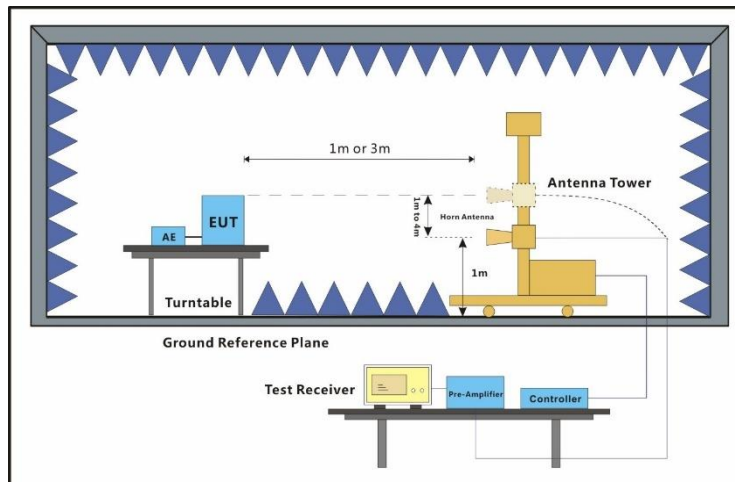 1m or 3m
Antenna Tower
1m to 4m
Horn Antenna
EUT
AE
1m
Turntable
Ground Reference Plane
Test Receiver
Pre-Amplifier
Controller